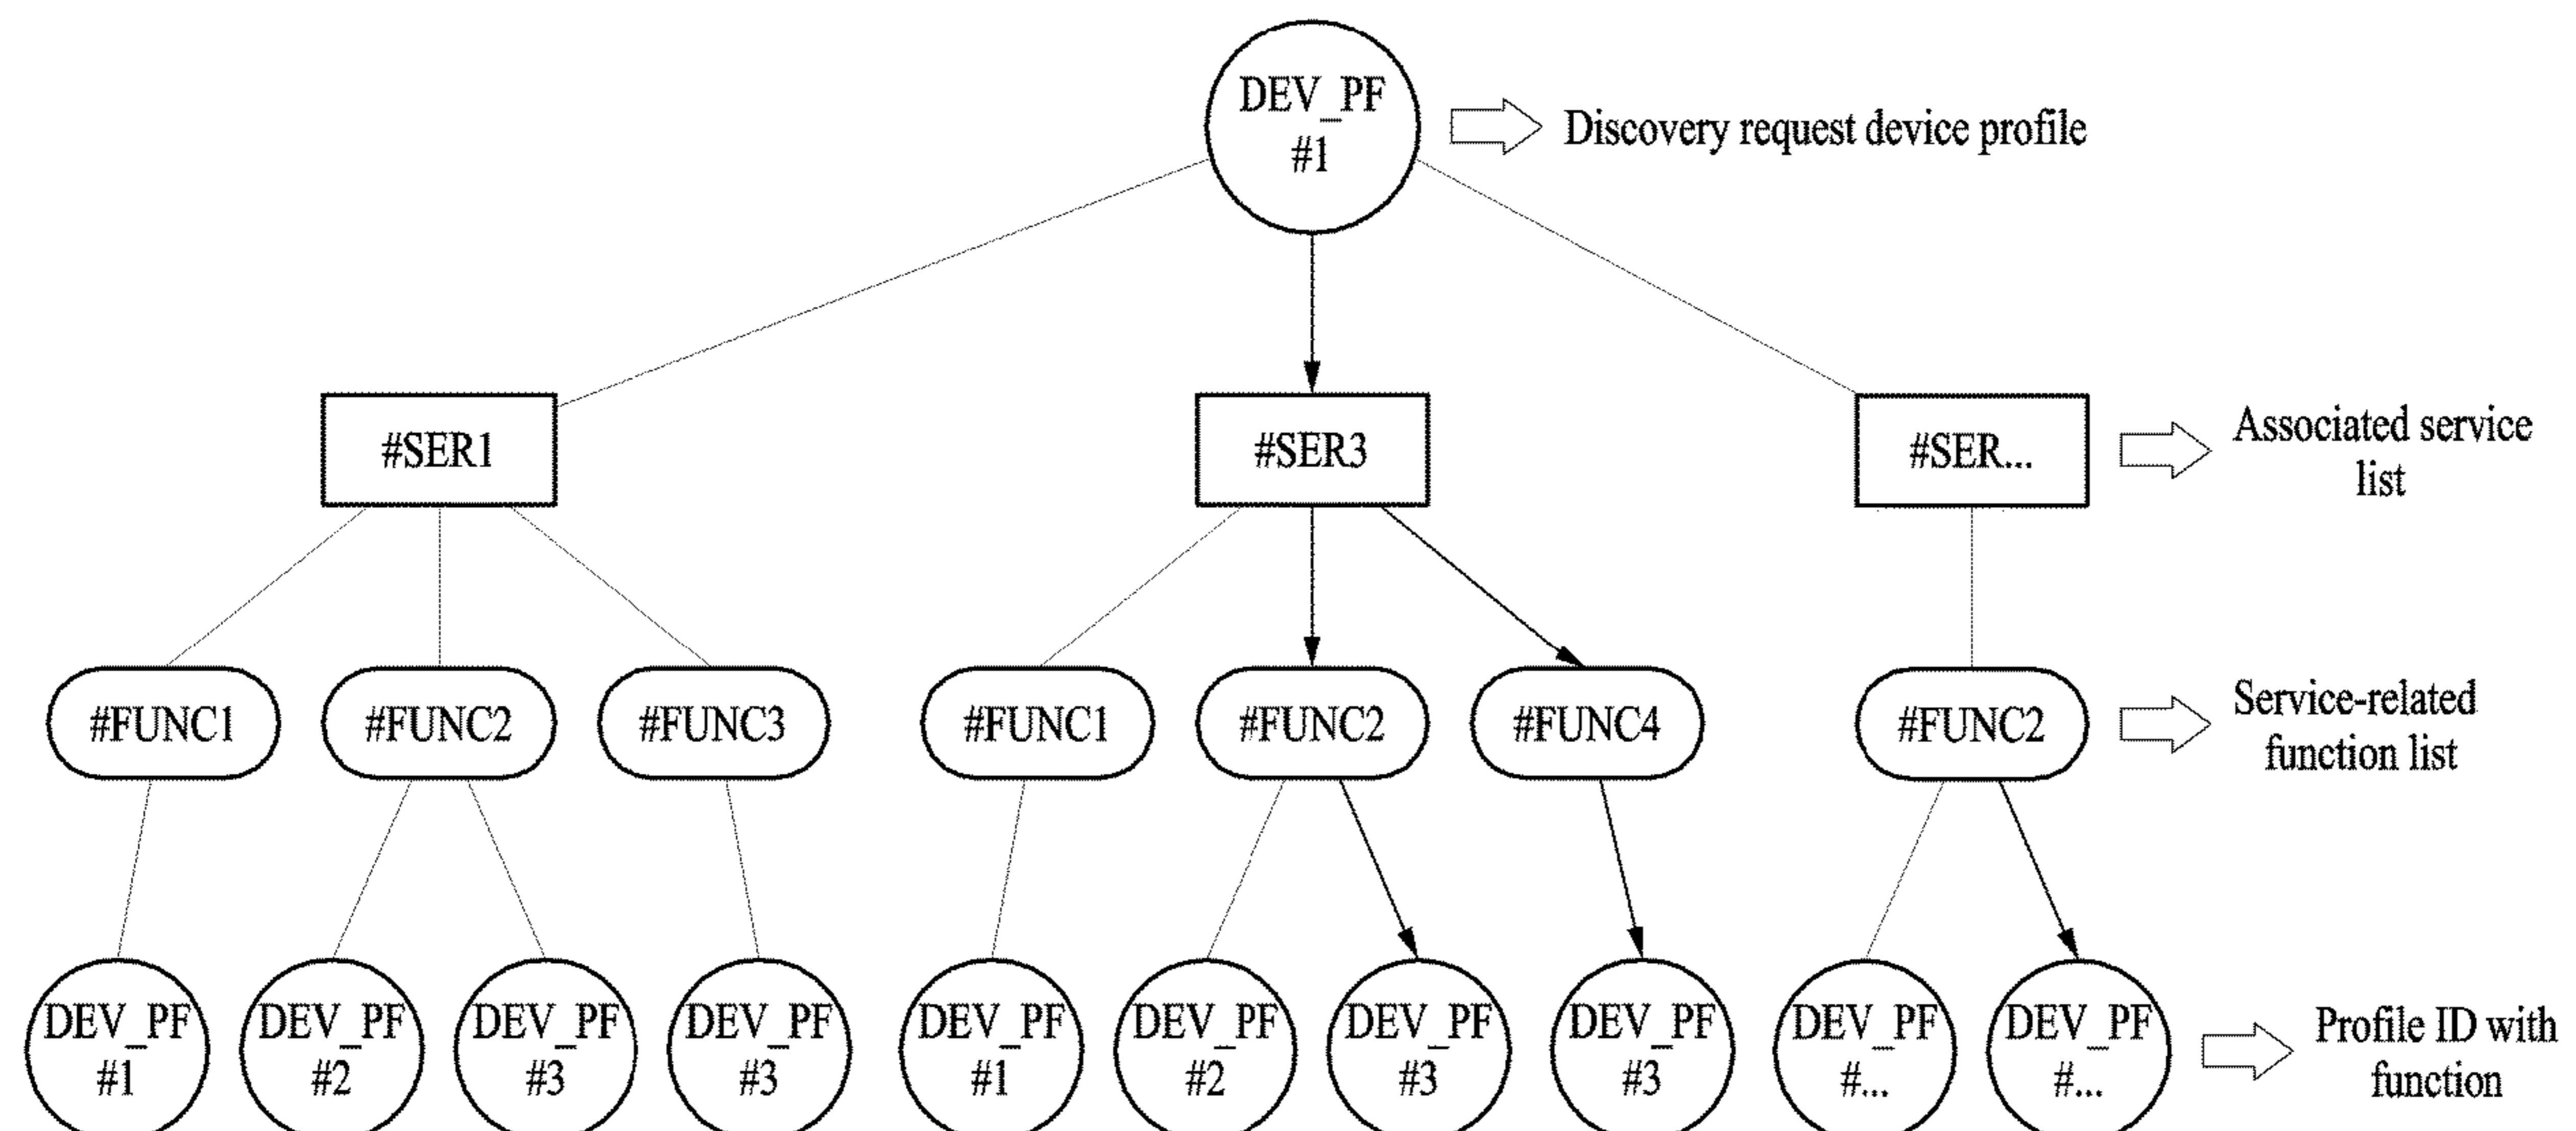 DEV_PF
#1
Discovery request device profile
#SER1
#SER3
#SER...
Associated service
list
#FUNC1
#FUNC2
#FUNC3
#FUNC1
#FUNC2
#FUNC4
#FUNC2
Service-related
function list
DEV_PF
#1
DEV_PF
#2
DEV_PF
#3
DEV_PF
#3
DEV_PF
#1
DEV_PF
#2
DEV_PF
#3
DEV_PF
#3
DEV_PF
#...
DEV_PF
#...
Profile ID with
function